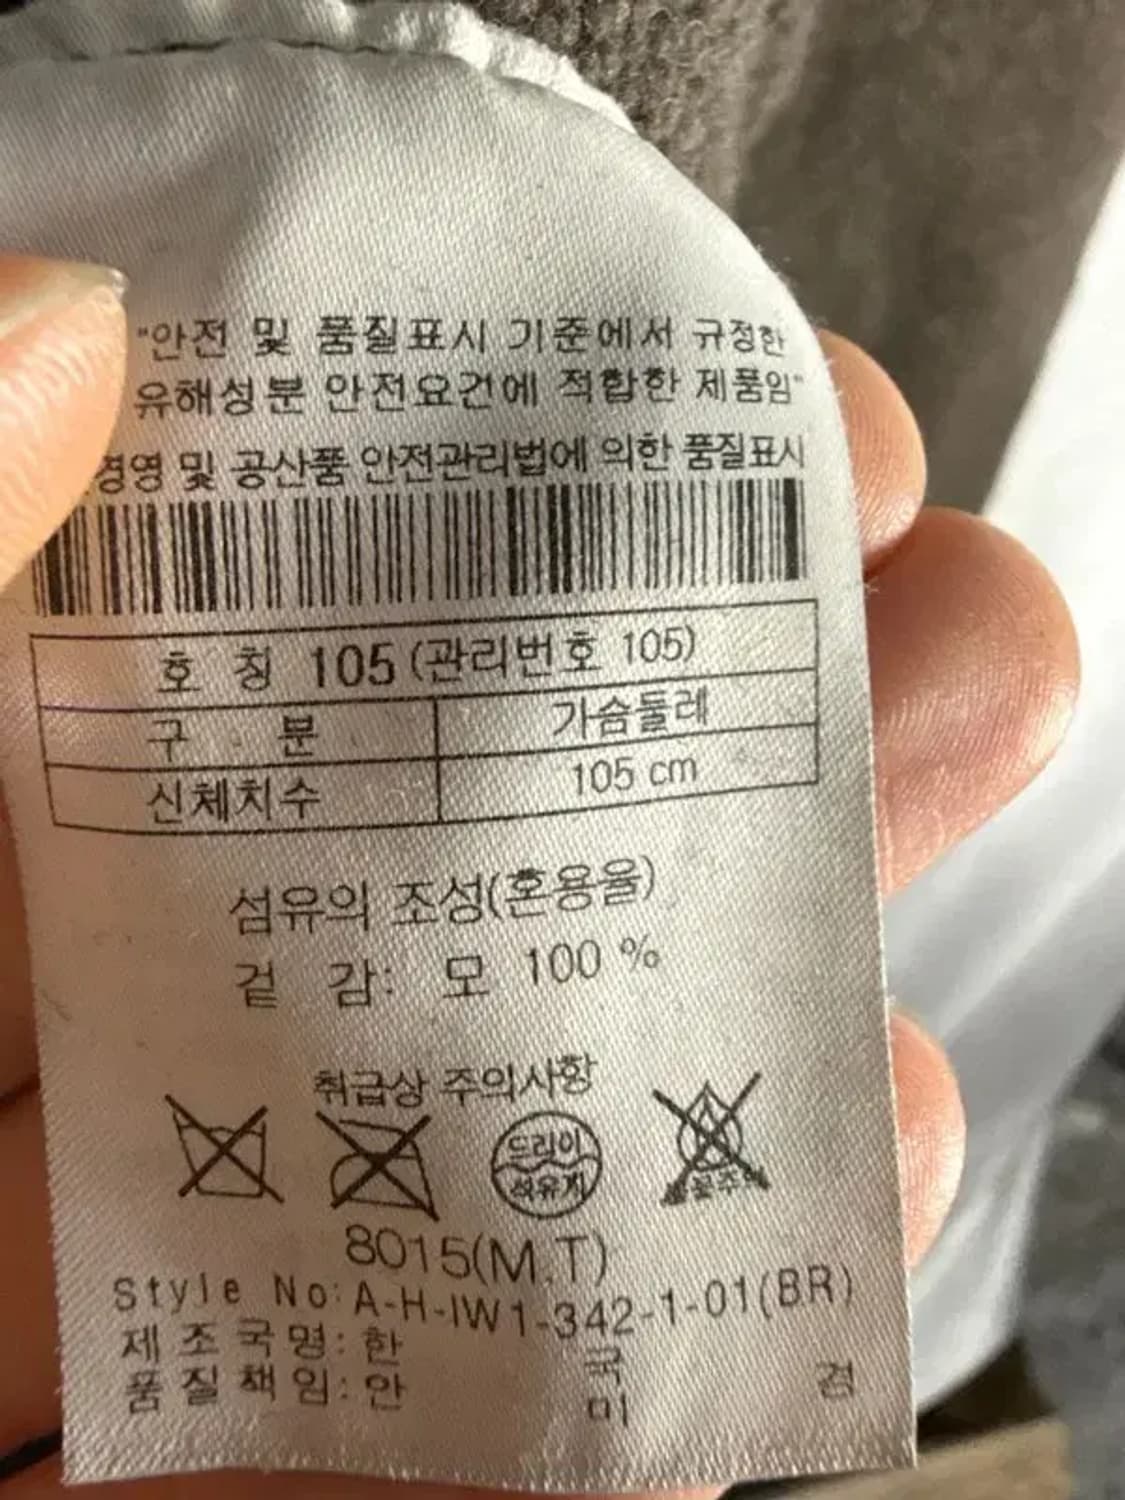 "안전 및 품질표시 기준에서 규정한
유해성분 안전요건에 적합한 제품임"
경영 및 공산품 안전관리법에 의한 품질표시
호 칭 105 (관리번호 105)
구 분 가슴둘레
신체치수 105 cm
섬유의 조성(혼용율)
겉 감: 모 100 %
취급상 주의사항
드라이
석유계
8015(M.T)
Style No: A-H-IW1-342-1-01(BR)
제 조 국 명 : 한 국
품 질 책 임 : 안 미 경